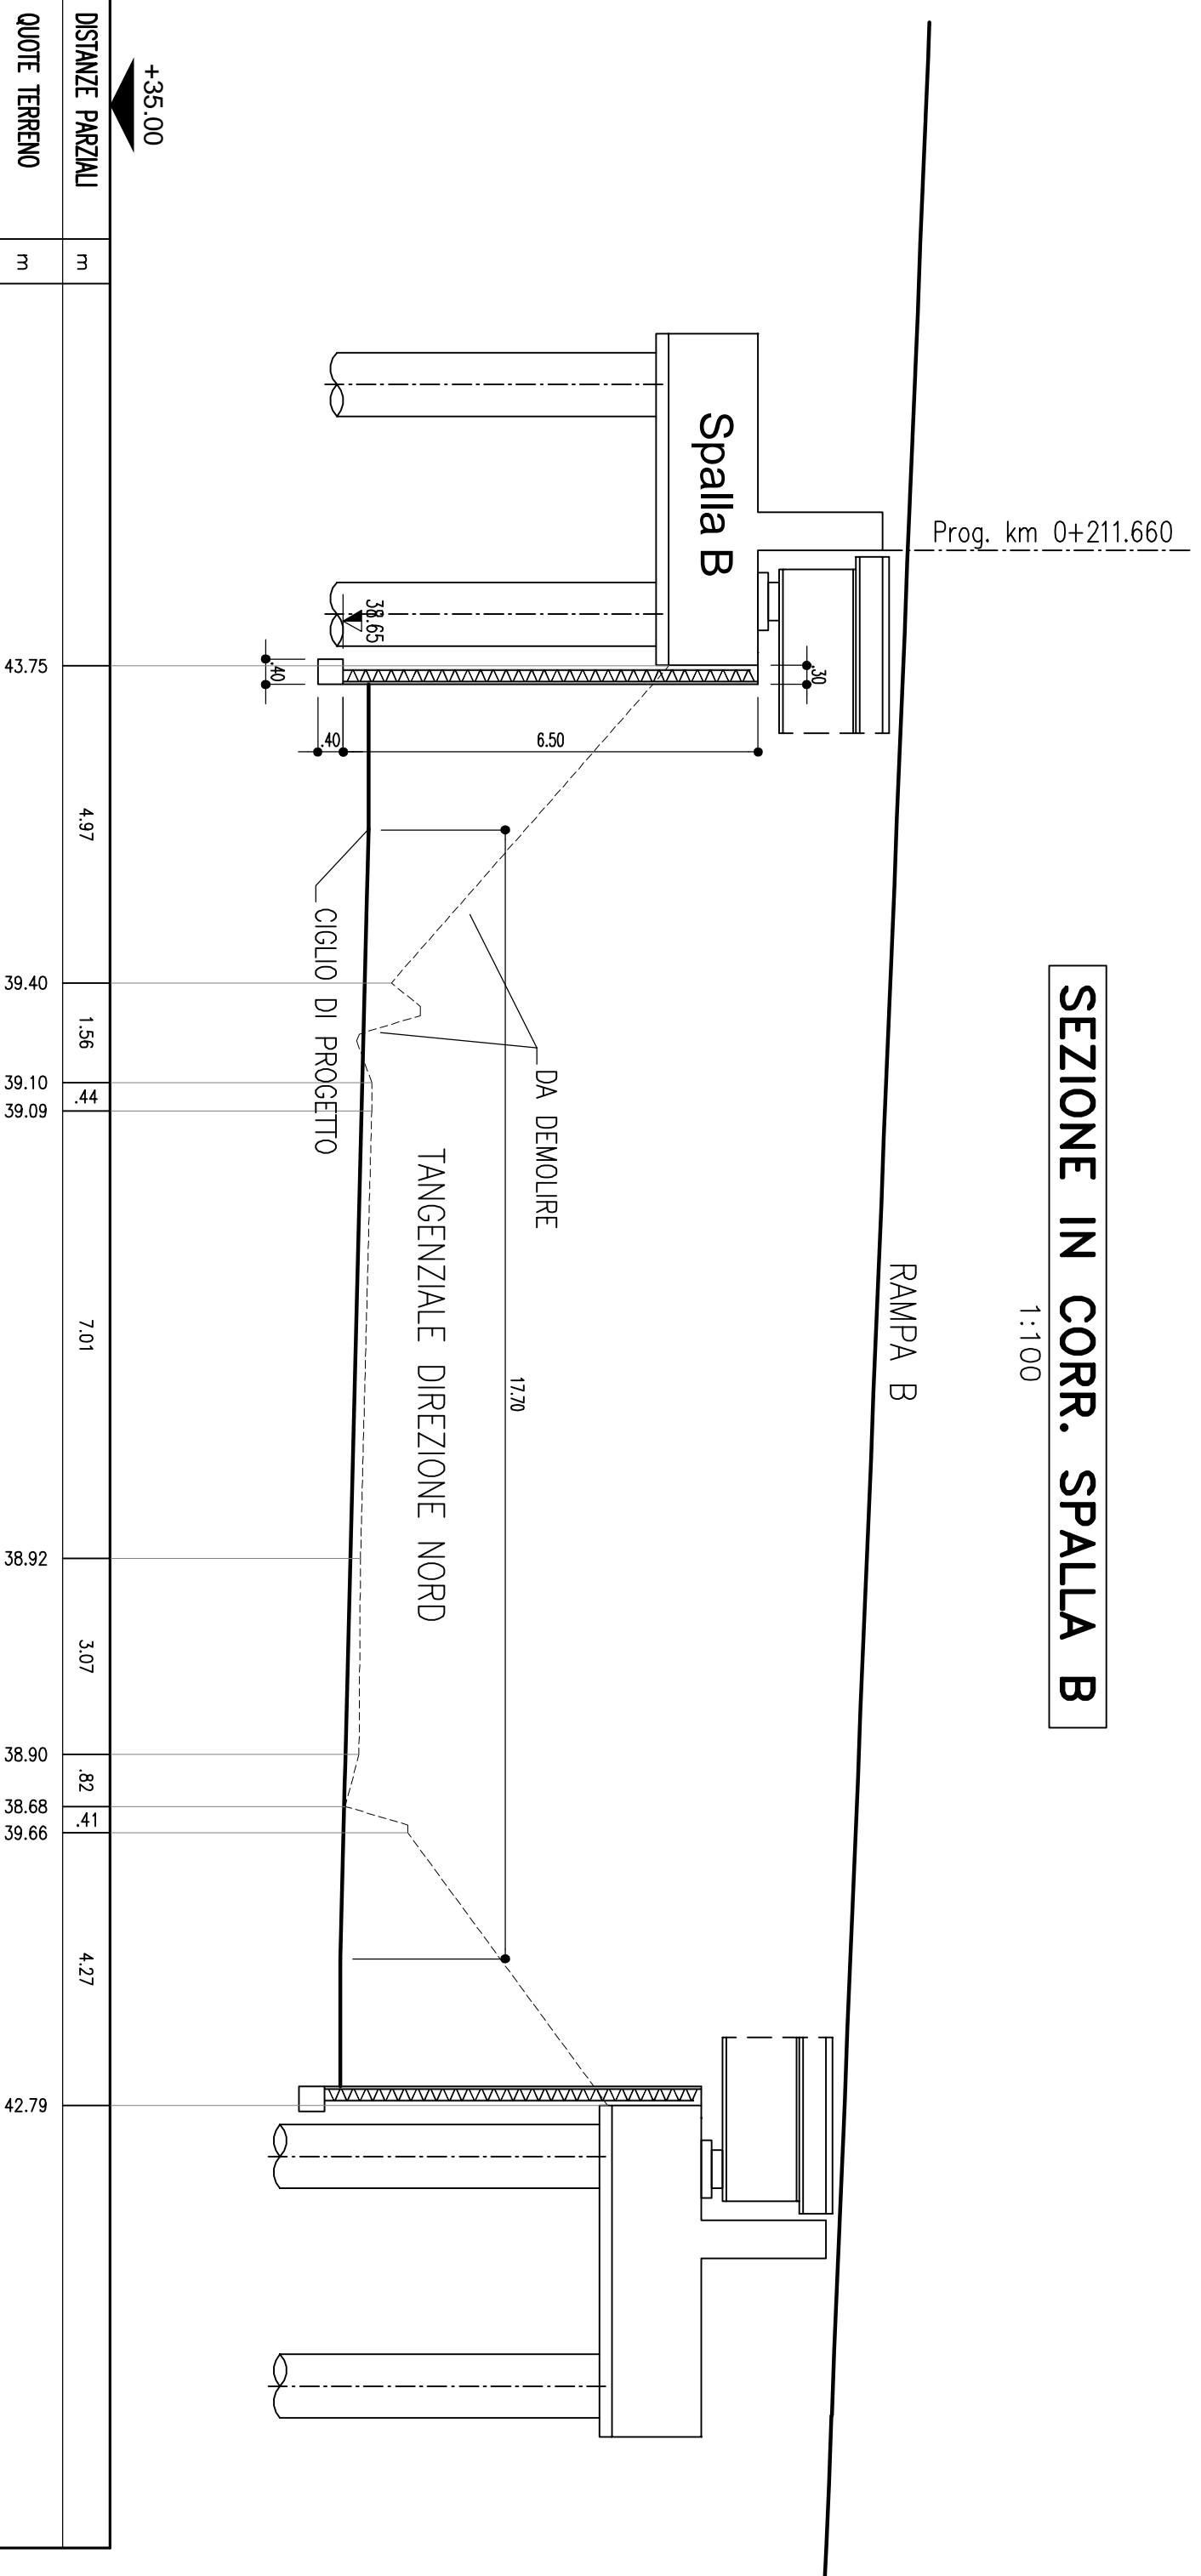 SEZIONE IN CORR. SPALLA B
1:100
Prog. km 0+211.660
RAMPA B
Spalla B
.30
6.50
.40
.40
38.65
17.70
DA DEMOLIRE
TANGENZIALE DIREZIONE NORD
CIGLIO DI PROGETTO
+35.00
DISTANZE PARZIALI m 4.97 1.56 .44 7.01 3.07 .82 .41 4.27
QUOTE TERRENO m 43.75 39.40 39.10 39.09 38.92 38.90 38.68 39.66 42.79